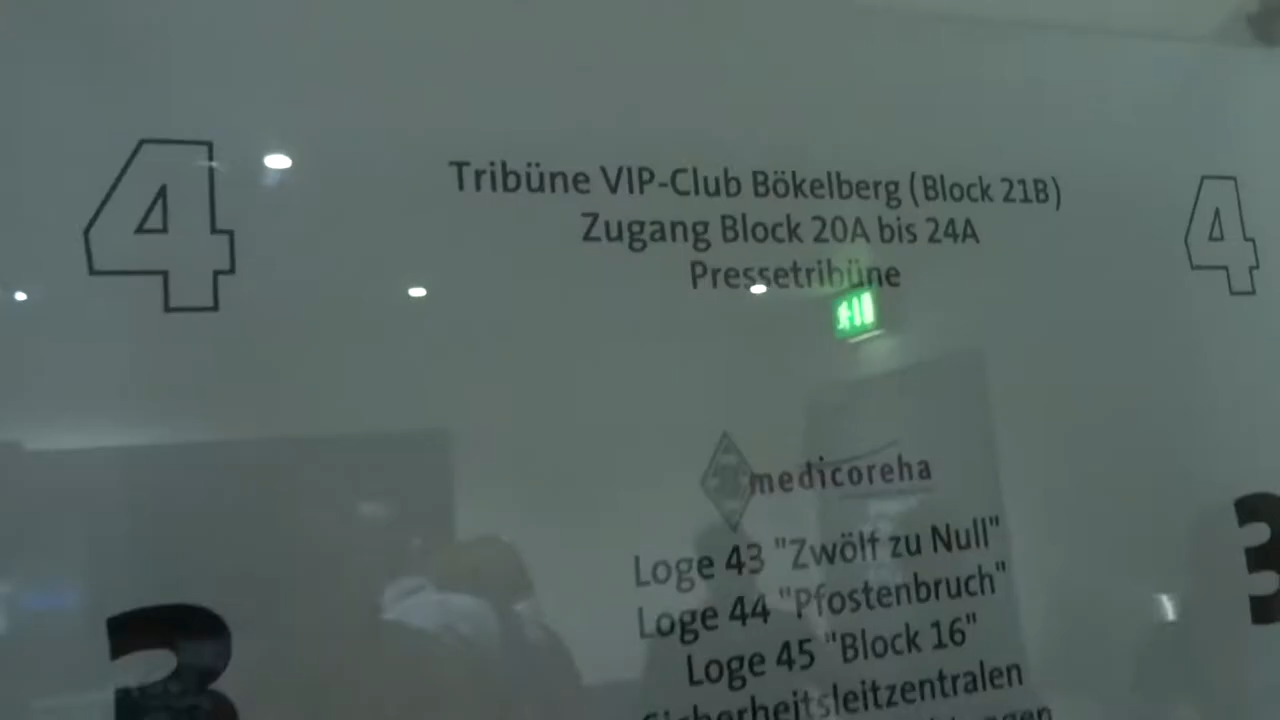 4
Tribüne VIP-Club Bökelberg (Block 21B)
Zugang Block 20A bis 24A
Pressetribüne
4
medicoreha
3
Loge 43 "Zwölf zu Null"
Loge 44 "Pfostenbruch"
Loge 45 "Block 16"
Sicherheitsleitzentralen
3